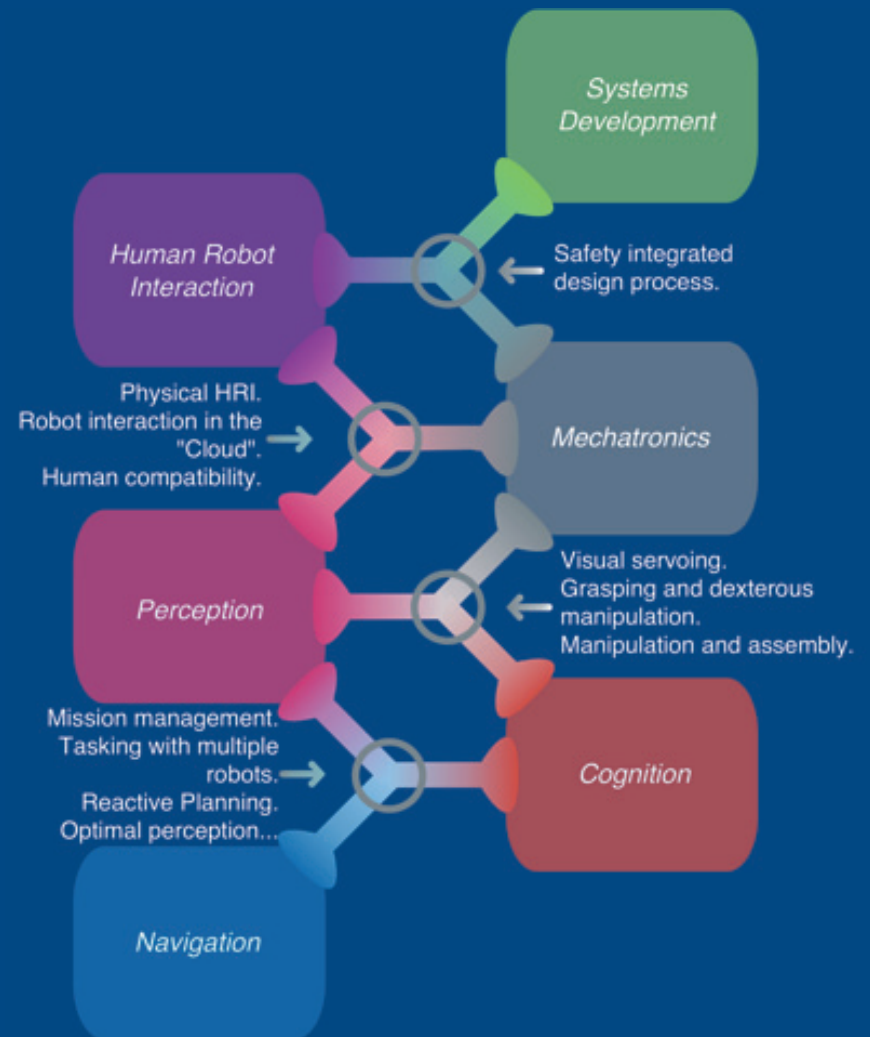 Systems
Development
Human Robot
Interaction
Safety integrated
design process.
Physical HRI.
Robot interaction in the
"Cloud".
Human compatibility.
Mechatronics
Perception
Visual servoing.
Grasping and dexterous
manipulation.
Manipulation and assembly.
Mission management.
Tasking with multiple
robots.
Reactive Planning.
Optimal perception...
Cognition
Navigation